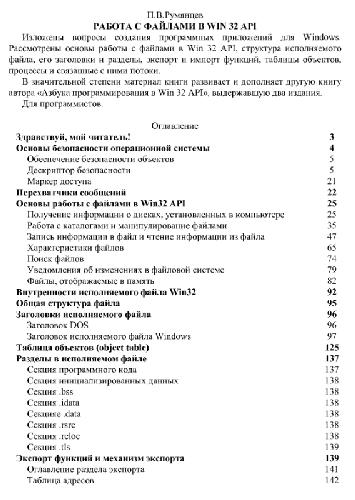 П.В.Румянцев
РАБОТА С ФАЙЛАМИ В WIN 32 API
Изложены вопросы создания программных приложений для Windows.
Рассмотрены основы работы с файлами в Win 32 API, структура исполняемого
файла, его заголовки и разделы, экспорт и импорт функций, таблицы объектов,
процессы и связанные с ними потоки.
В значительной степени материал книги развивает и дополняет другую книгу
автора «Азбука программирования в Win 32 API», выдержавшую два издания.
Для программистов.
Оглавление
Здравствуй, мой читатель! 3
Основы безопасности операционной системы 4
Обеспечение безопасности объектов 5
Дескриптор безопасности 5
Маркер доступа 21
Перехватчики сообщений 22
Основы работы с файлами в Win32 API 25
Получение информации о дисках, установленных в компьютере 25
Работа с каталогами и манипулирование файлами 35
Запись информации в файл и чтение информации из файла 47
Характеристики файлов 65
Поиск файлов 74
Уведомления об изменениях в файловой системе 79
Файлы, отображаемые в память 82
Внутренности исполняемого файла Win32 92
Общая структура файла 95
Заголовки исполняемого файла 96
Заголовок DOS 96
Заголовок исполняемого файла Windows 97
Таблица объектов (object table) 125
Разделы в исполняемом файле 137
Секция программного кода 137
Секция инициализированных данных 138
Секция .bss 138
Секция .idata 138
Секция .edata 138
Секция .rsrc 138
Секция .reloc 138
Секция .tls 139
Экспорт функций и механизм экспорта 139
Оглавление раздела экспорта 141
Таблица адресов 142